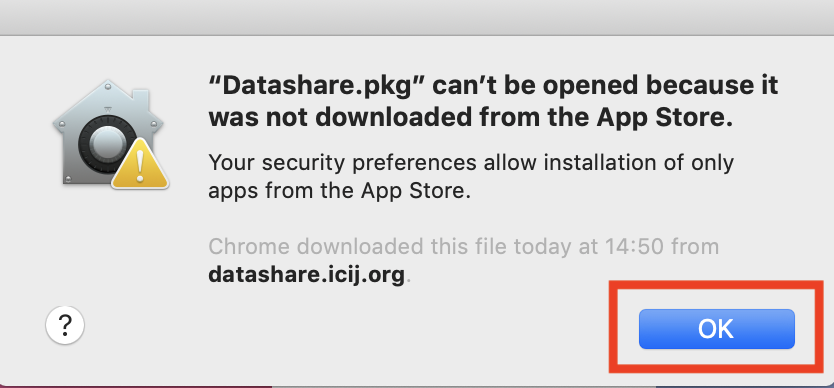 “Datashare.pkg” can’t be opened because it
was not downloaded from the App Store.
Your security preferences allow installation of only
apps from the App Store.
Chrome downloaded this file today at 14:50 from
datashare.icij.org.
?
OK